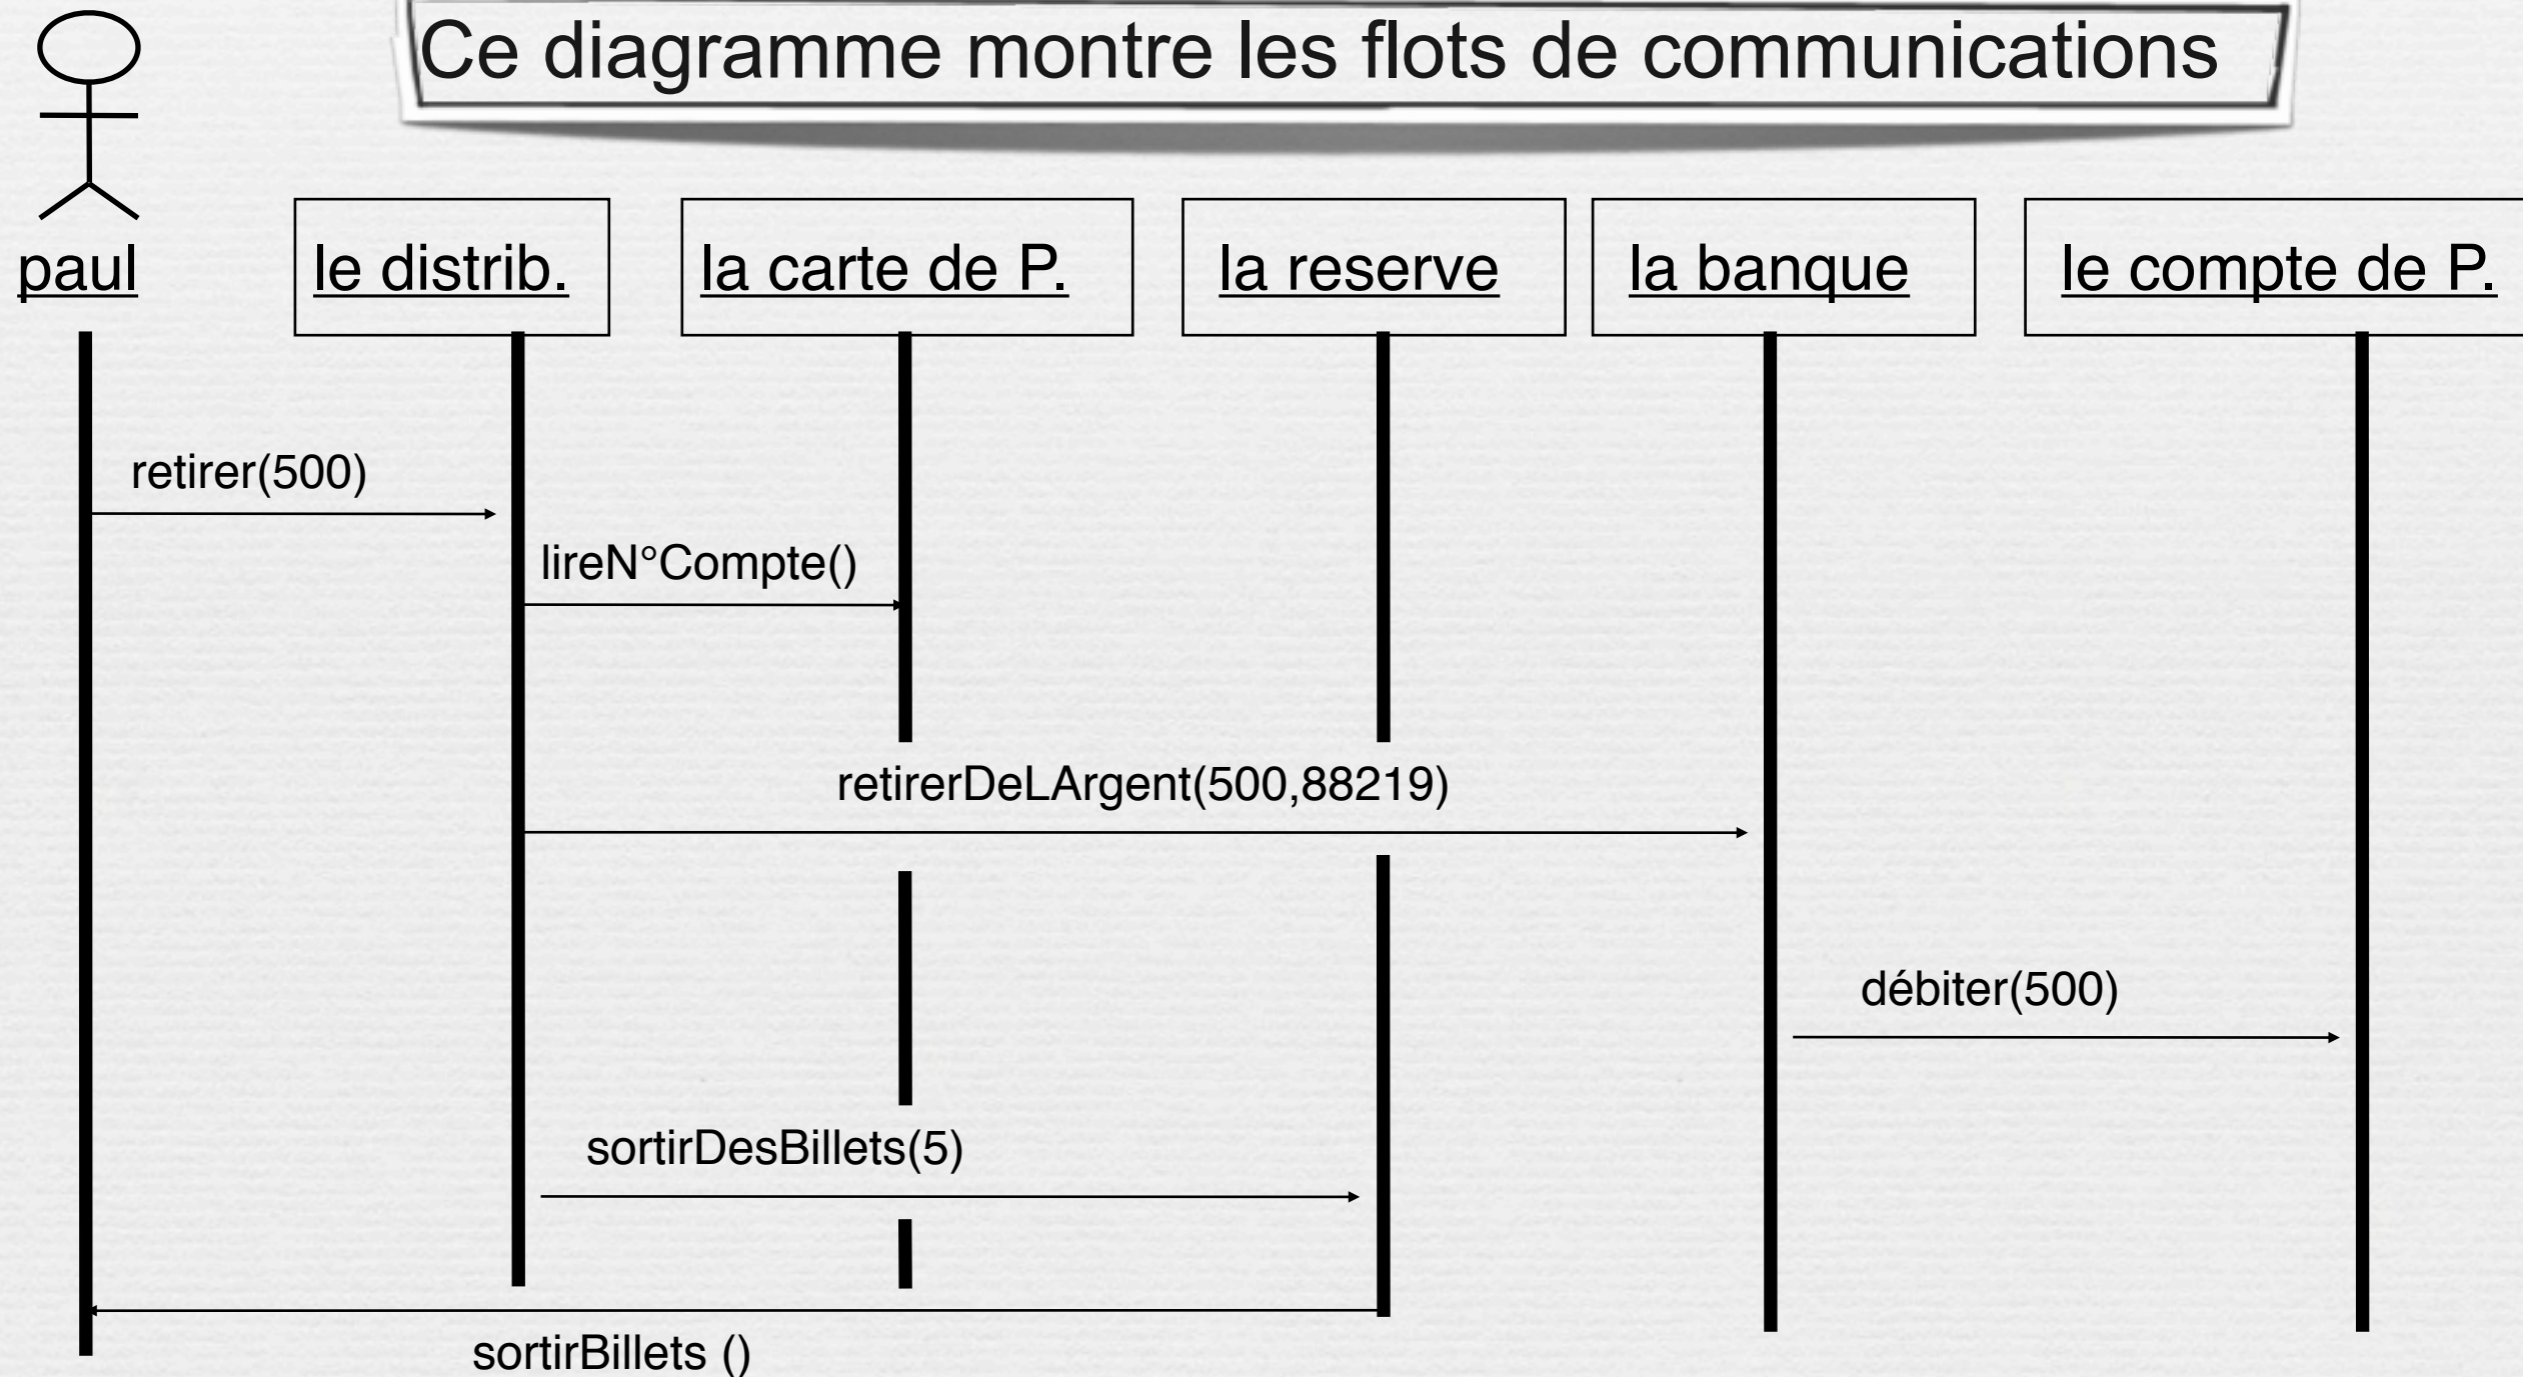 Ce diagramme montre les flots de communications
paul
le distrib.
la carte de P.
la reserve
la banque
le compte de P.
retirer(500)
lireN°Compte()
retirerDeLArgent(500,88219)
débiter(500)
sortirDesBillets(5)
sortirBillets ()